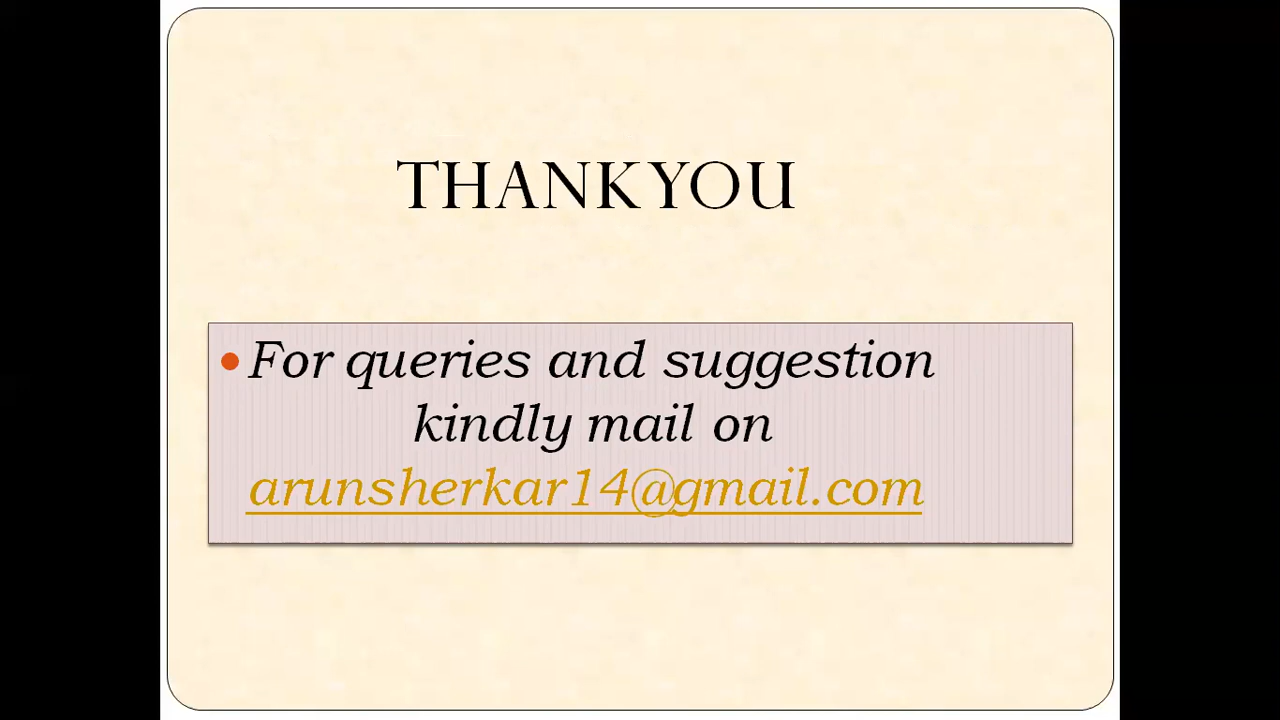 THANKYOU
• For queries and suggestion
kindly mail on
arunsherkar14@gmail.com